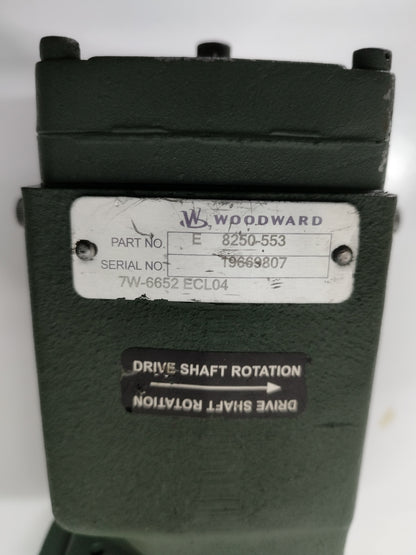 WOODWARD
PART NO. E 8250-553
SERIAL NO. 19669807
7W-6652 ECL04
DRIVE SHAFT ROTATION
DRIVE SHAFT ROTATION